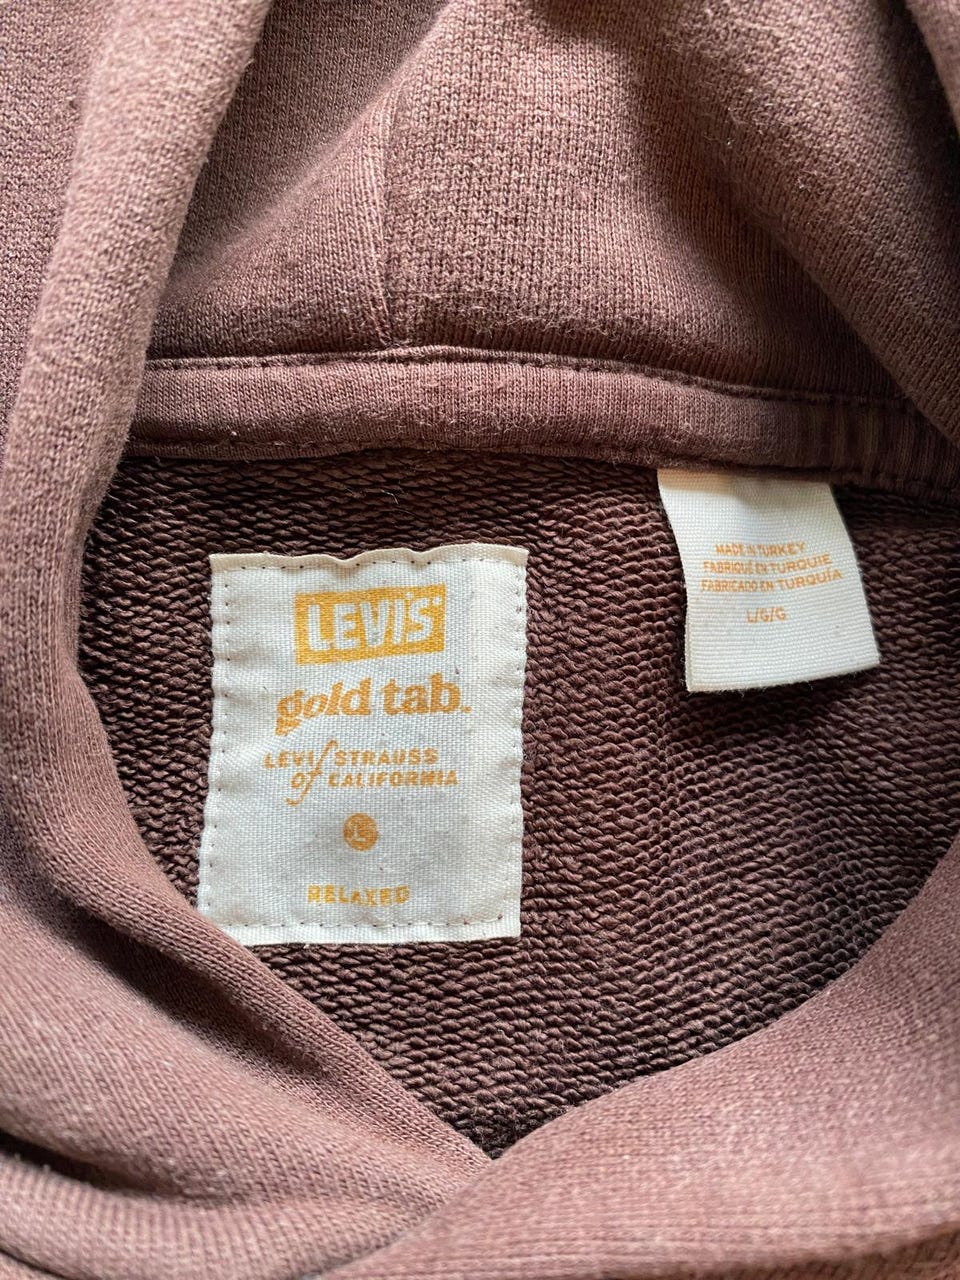 LEVI'S
gold tab.
LEVI STRAUSS
of CALIFORNIA
L
RELAXED
MADE IN TURKEY
FABRIQUÉ EN TURQUIE
FABRICADO EN TURQUÍA
L/G/G